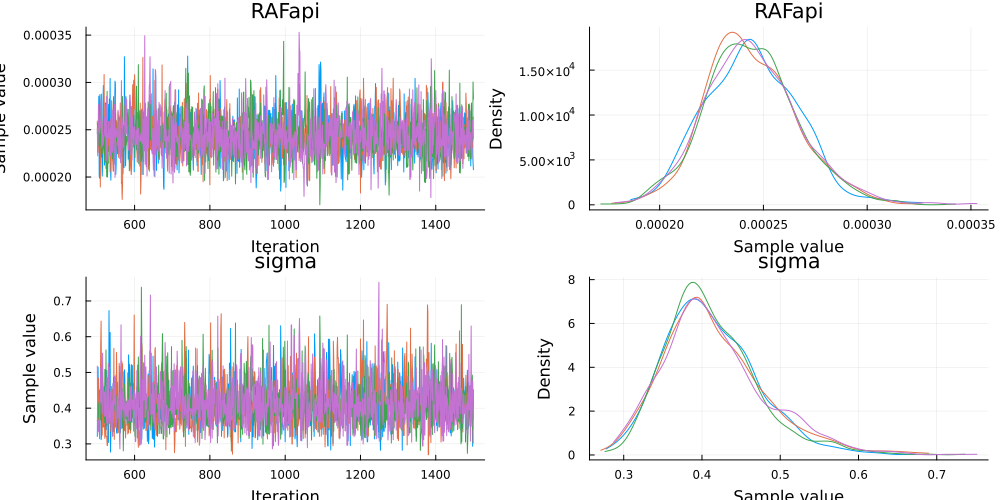 RAFapi
Sample value
0.00035
0.00030
0.00025
0.00020
600 800 1000 1200 1400
Iteration
RAFapi
Density
1.50×10⁴
1.00×10⁴
5.00×10³
0
0.00020 0.00025 0.00030 0.00035
Sample value
sigma
Sample value
0.7
0.6
0.5
0.4
0.3
600 800 1000 1200 1400
Iteration
sigma
Density
8
6
4
2
0
0.3 0.4 0.5 0.6 0.7
Sample value